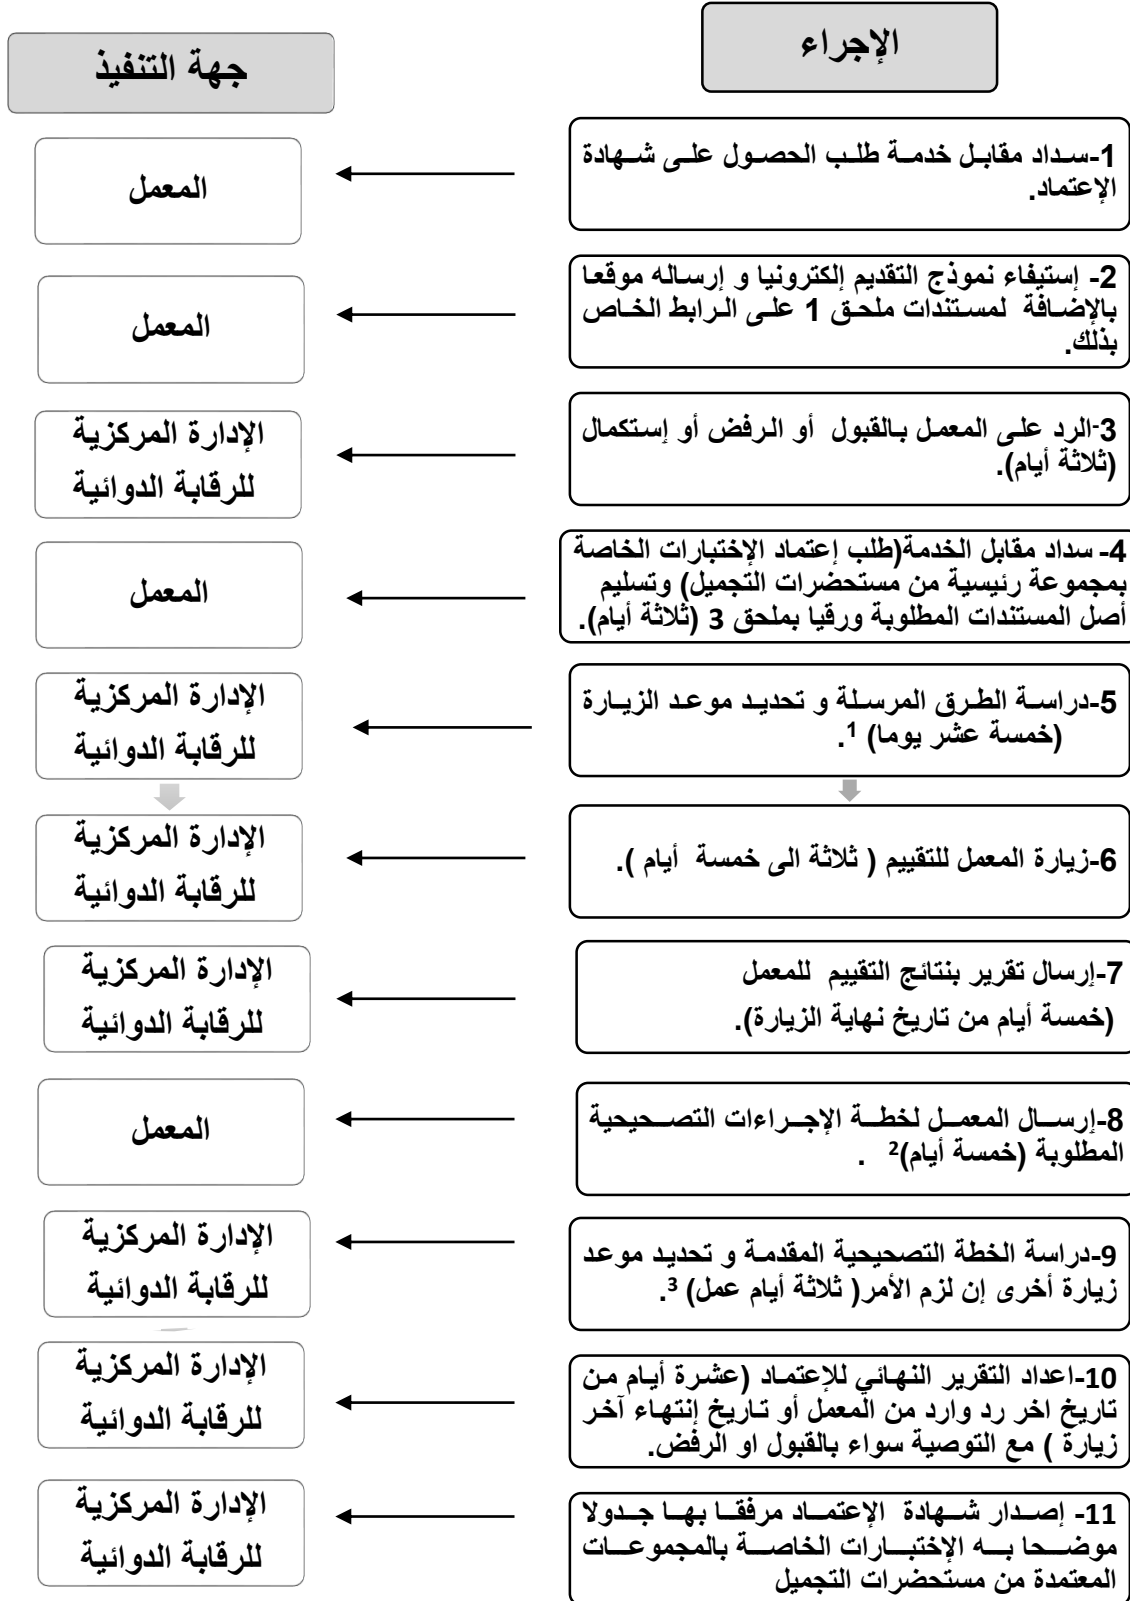 الإجراء
جهة التنفيذ
1-سداد مقابل خدمة طلب الحصول على شهادة
الإعتماد.
المعمل
2- إستيفاء نموذج التقديم إلكترونيا و إرساله موقعا
بالإضافة لمستندات ملحق 1 على الرابط الخاص
بذلك.
المعمل
3-الرد على المعمل بالقبول أو الرفض أو إستكمال
(ثلاثة أيام).
الإدارة المركزية
للرقابة الدوائية
4- سداد مقابل الخدمة(طلب إعتماد الإختبارات الخاصة
بمجموعة رئيسية من مستحضرات التجميل) وتسليم
أصل المستندات المطلوبة ورقيا بملحق 3 (ثلاثة أيام).
المعمل
5-دراسة الطرق المرسلة و تحديد موعد الزيارة
(خمسة عشر يوما) ¹.
الإدارة المركزية
للرقابة الدوائية
6-زيارة المعمل للتقييم ( ثلاثة الى خمسة أيام ).
الإدارة المركزية
للرقابة الدوائية
7-إرسال تقرير بنتائج التقييم للمعمل
(خمسة أيام من تاريخ نهاية الزيارة).
الإدارة المركزية
للرقابة الدوائية
8-إرسال المعمل لخطة الإجراءات التصحيحية
المطلوبة (خمسة أيام)² .
المعمل
9-دراسة الخطة التصحيحية المقدمة و تحديد موعد
زيارة أخرى إن لزم الأمر( ثلاثة أيام عمل) ³.
الإدارة المركزية
للرقابة الدوائية
10-اعداد التقرير النهائي للإعتماد (عشرة أيام من
تاريخ اخر رد وارد من المعمل أو تاريخ إنتهاء آخر
زيارة ) مع التوصية سواء بالقبول او الرفض.
الإدارة المركزية
للرقابة الدوائية
11- إصدار شهادة الإعتماد مرفقا بها جدولا
موضحا به الإختبارات الخاصة بالمجموعات
المعتمدة من مستحضرات التجميل
الإدارة المركزية
للرقابة الدوائية